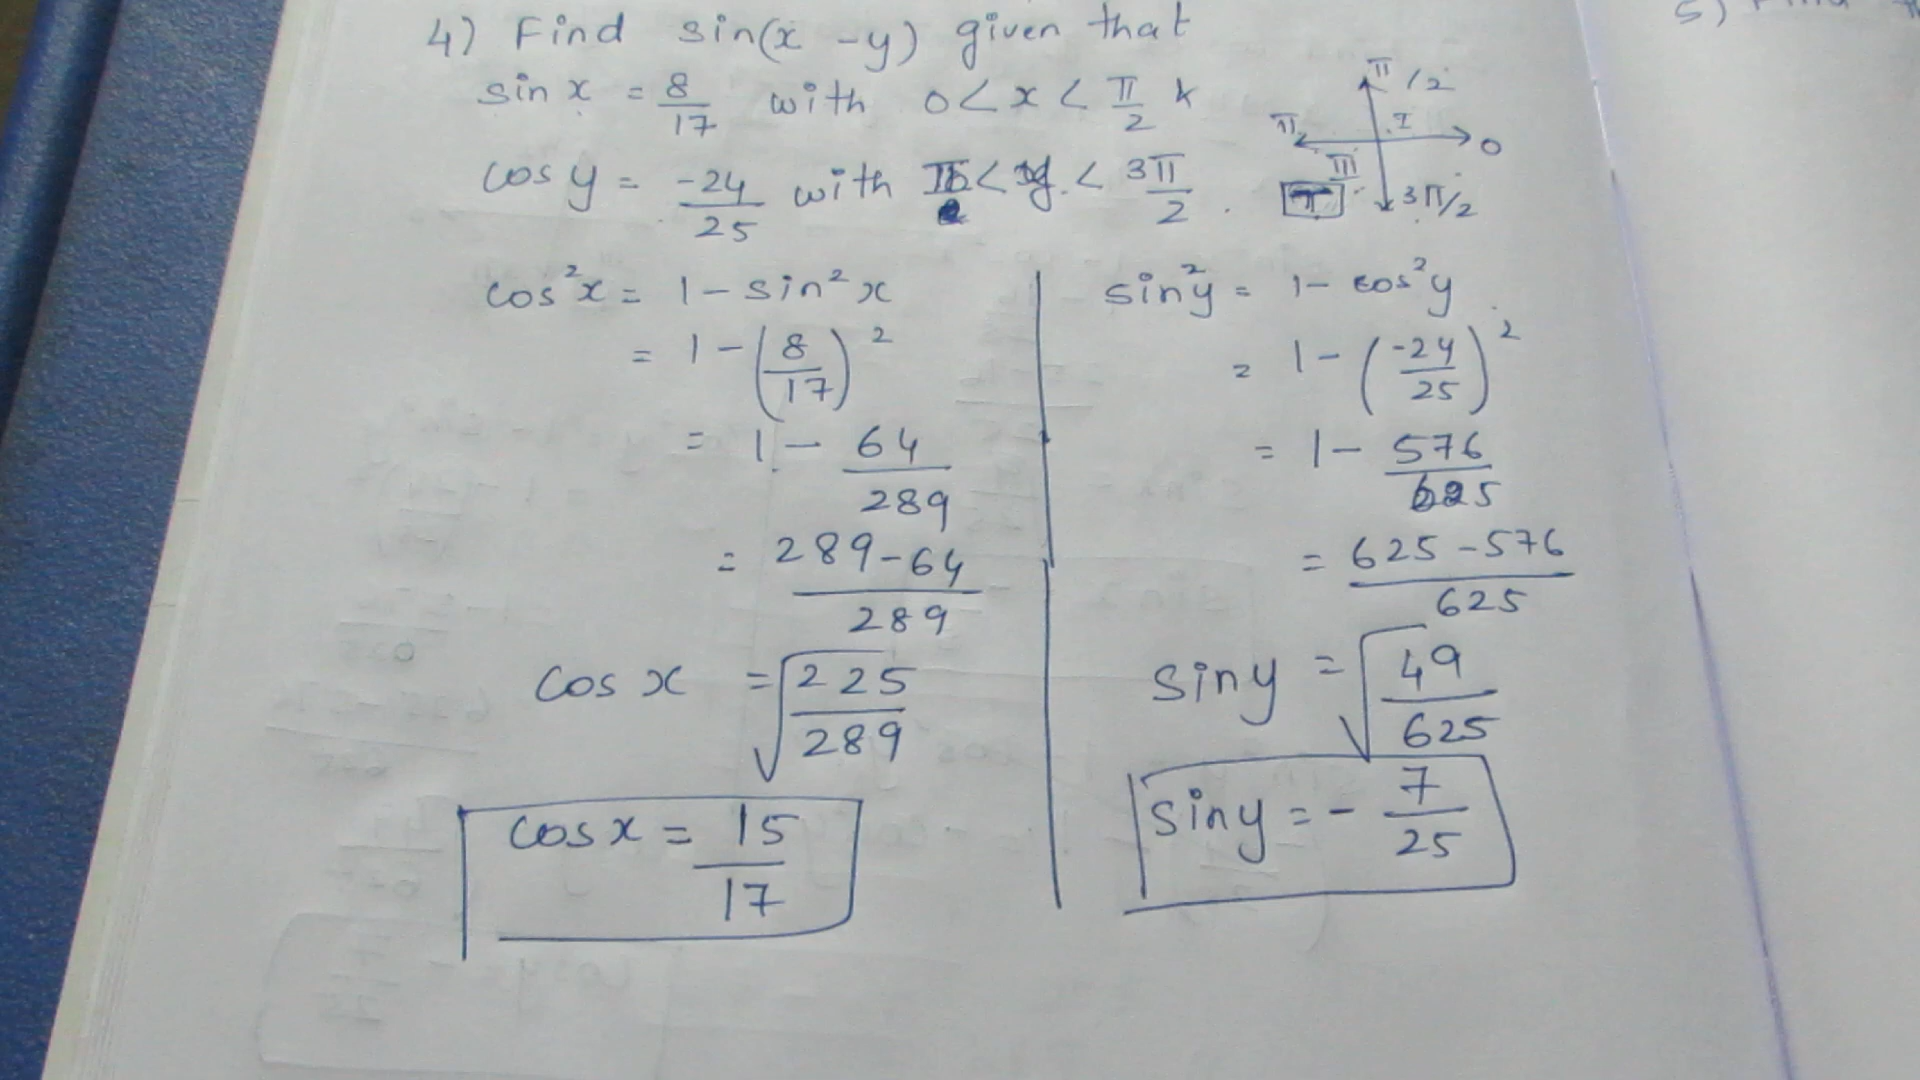 4) Find sin(x - y) given that
sin x = 8/17 with 0 < x < π/2 &
cos y = -24/25 with π < y < 3π/2.
π/2
π I 0
III
3π/2
cos²x = 1 - sin²x
= 1 - (8/17)²
= 1 - 64/289
= 289-64/289
cos x = √225/289
cos x = 15/17
sin²y = 1 - cos²y
= 1 - (-24/25)²
= 1 - 576/625
= 625-576/625
sin y = √49/625
sin y = - 7/25
5)